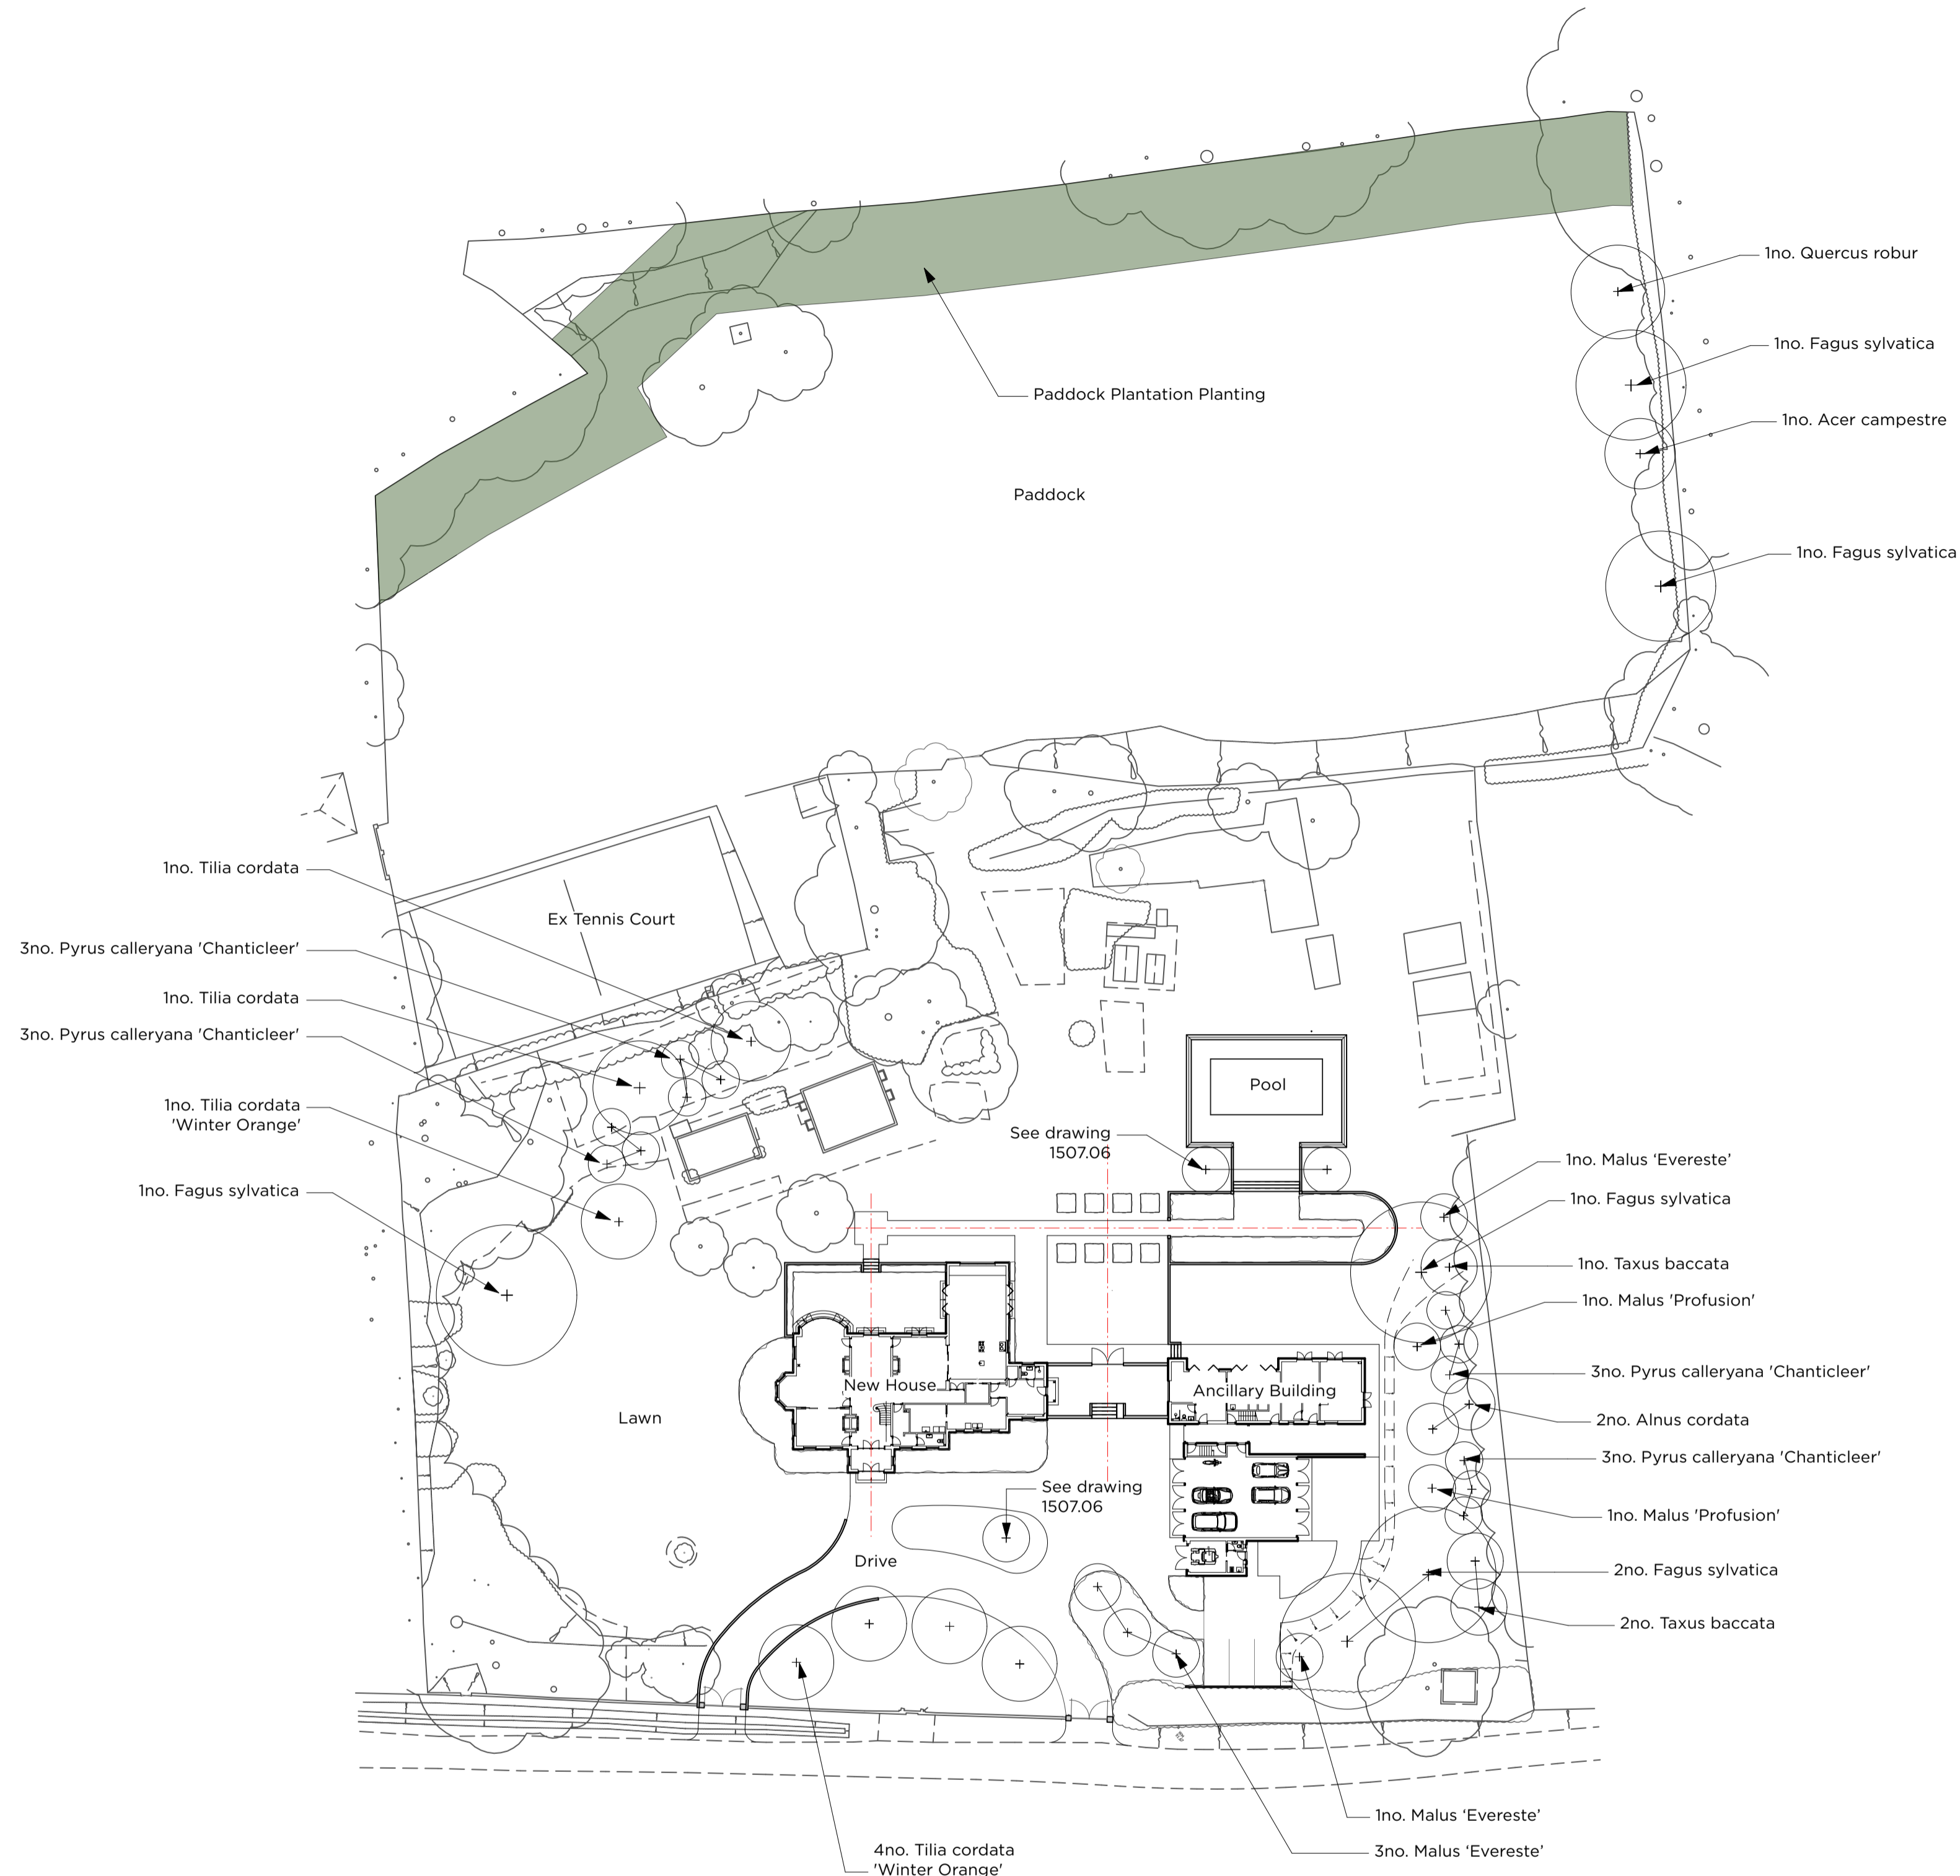 1no. Quercus robur
1no. Fagus sylvatica
Paddock Plantation Planting
1no. Acer campestre
Paddock
1no. Fagus sylvatica
1no. Tilia cordata
Ex Tennis Court
3no. Pyrus calleryana 'Chanticleer'
1no. Tilia cordata
3no. Pyrus calleryana 'Chanticleer'
Pool
1no. Tilia cordata
'Winter Orange'
See drawing
1507.06
1no. Malus ‘Evereste’
1no. Fagus sylvatica
1no. Fagus sylvatica
1no. Taxus baccata
1no. Malus 'Profusion'
3no. Pyrus calleryana 'Chanticleer'
New House
Ancillary Building
Lawn
2no. Alnus cordata
3no. Pyrus calleryana 'Chanticleer'
See drawing
1507.06
1no. Malus 'Profusion'
Drive
2no. Fagus sylvatica
2no. Taxus baccata
1no. Malus ‘Evereste’
4no. Tilia cordata
'Winter Orange'
3no. Malus ‘Evereste’